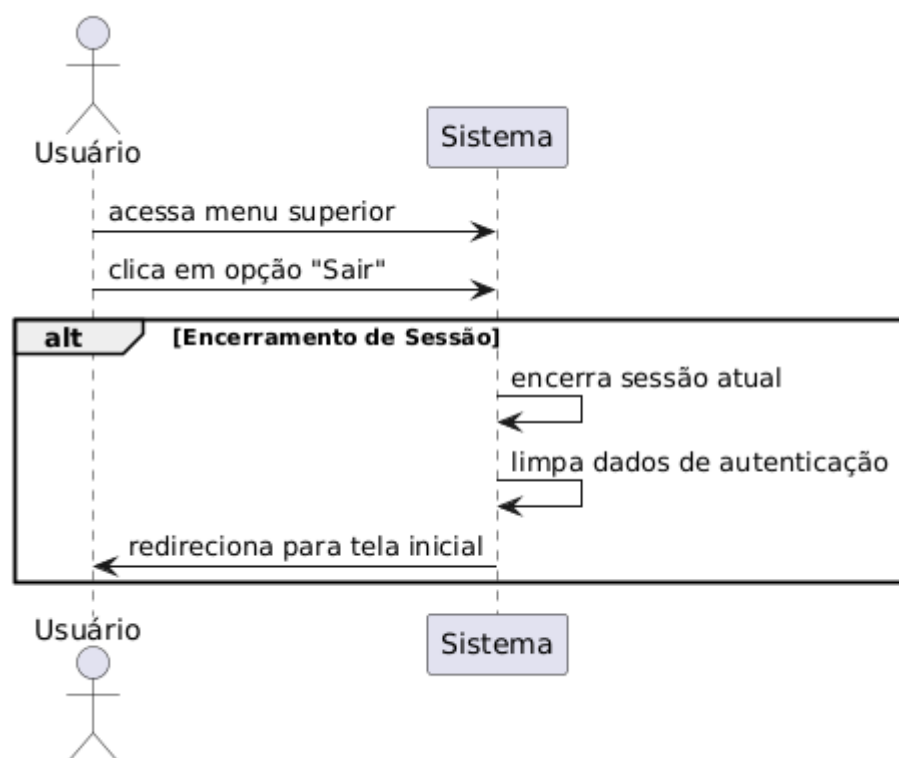 Usuário
Sistema
acessa menu superior
clica em opção "Sair"
alt [Encerramento de Sessão]
encerra sessão atual
limpa dados de autenticação
redireciona para tela inicial
Usuário
Sistema